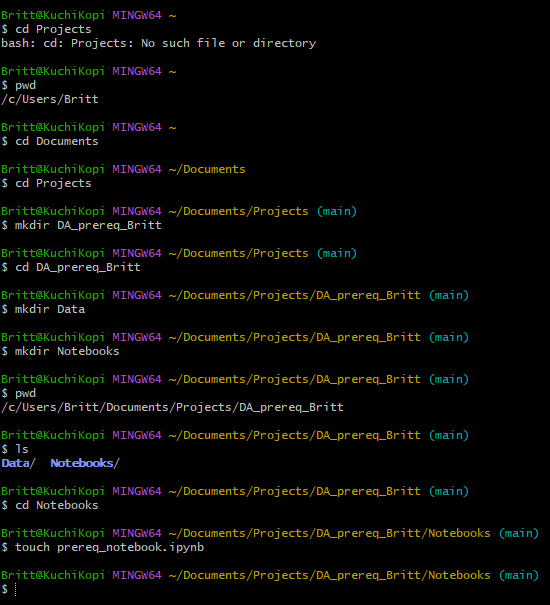 Britt@KuchiKopi MINGW64 ~
$ cd Projects
bash: cd: Projects: No such file or directory
Britt@KuchiKopi MINGW64 ~
$ pwd
/c/Users/Britt
Britt@KuchiKopi MINGW64 ~
$ cd Documents
Britt@KuchiKopi MINGW64 ~/Documents
$ cd Projects
Britt@KuchiKopi MINGW64 ~/Documents/Projects (main)
$ mkdir DA_prereq_Britt
Britt@KuchiKopi MINGW64 ~/Documents/Projects (main)
$ cd DA_prereq_Britt
Britt@KuchiKopi MINGW64 ~/Documents/Projects/DA_prereq_Britt (main)
$ mkdir Data
Britt@KuchiKopi MINGW64 ~/Documents/Projects/DA_prereq_Britt (main)
$ mkdir Notebooks
Britt@KuchiKopi MINGW64 ~/Documents/Projects/DA_prereq_Britt (main)
$ pwd
/c/Users/Britt/Documents/Projects/DA_prereq_Britt
Britt@KuchiKopi MINGW64 ~/Documents/Projects/DA_prereq_Britt (main)
$ ls
Data/  Notebooks/
Britt@KuchiKopi MINGW64 ~/Documents/Projects/DA_prereq_Britt (main)
$ cd Notebooks
Britt@KuchiKopi MINGW64 ~/Documents/Projects/DA_prereq_Britt/Notebooks (main)
$ touch prereq_notebook.ipynb
Britt@KuchiKopi MINGW64 ~/Documents/Projects/DA_prereq_Britt/Notebooks (main)
$